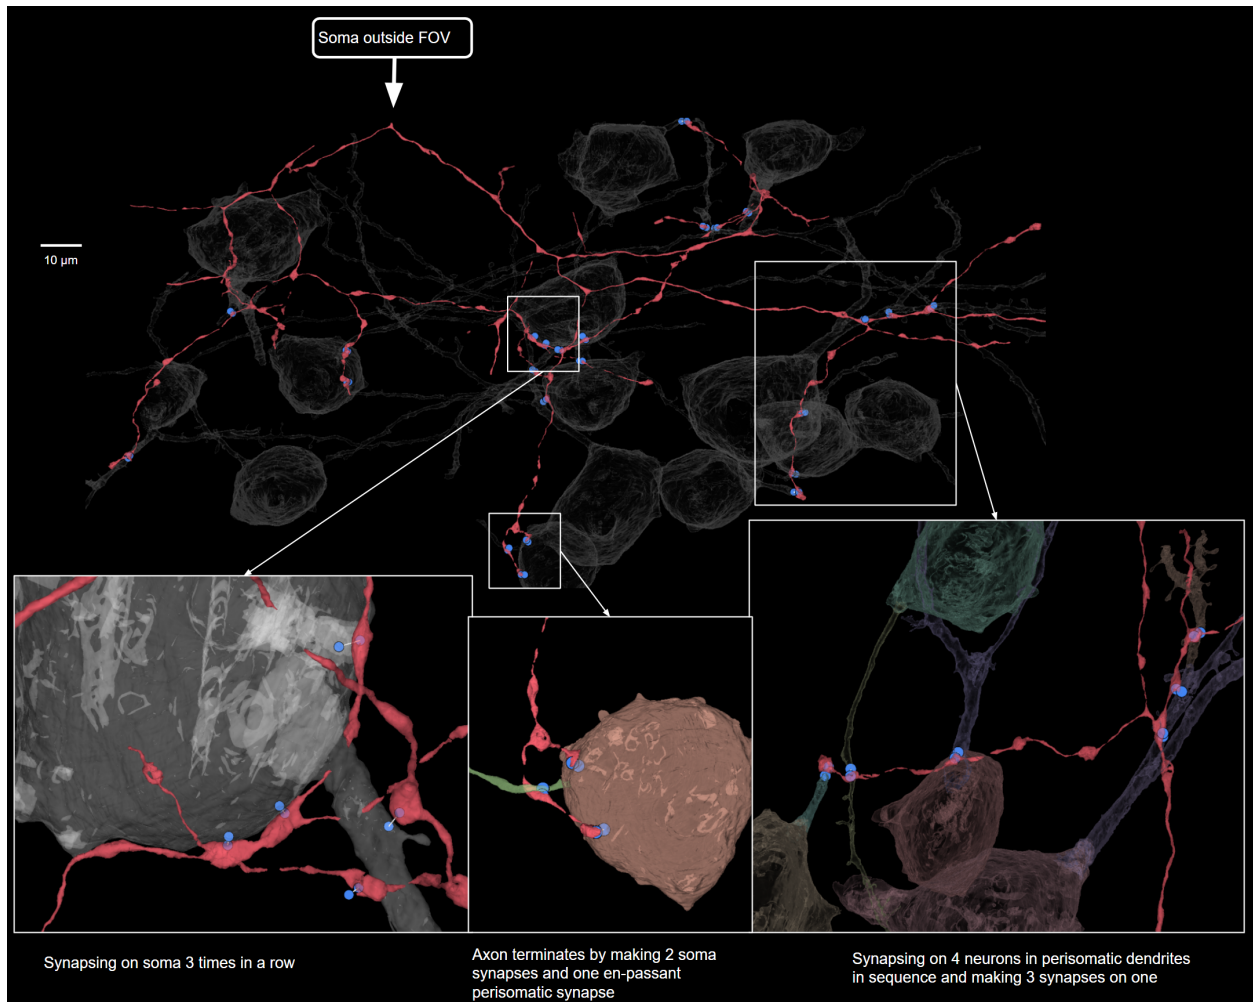 Soma outside FOV
10 µm
Synapsing on soma 3 times in a row
Axon terminates by making 2 soma
synapses and one en-passant
perisomatic synapse
Synapsing on 4 neurons in perisomatic dendrites
in sequence and making 3 synapses on one